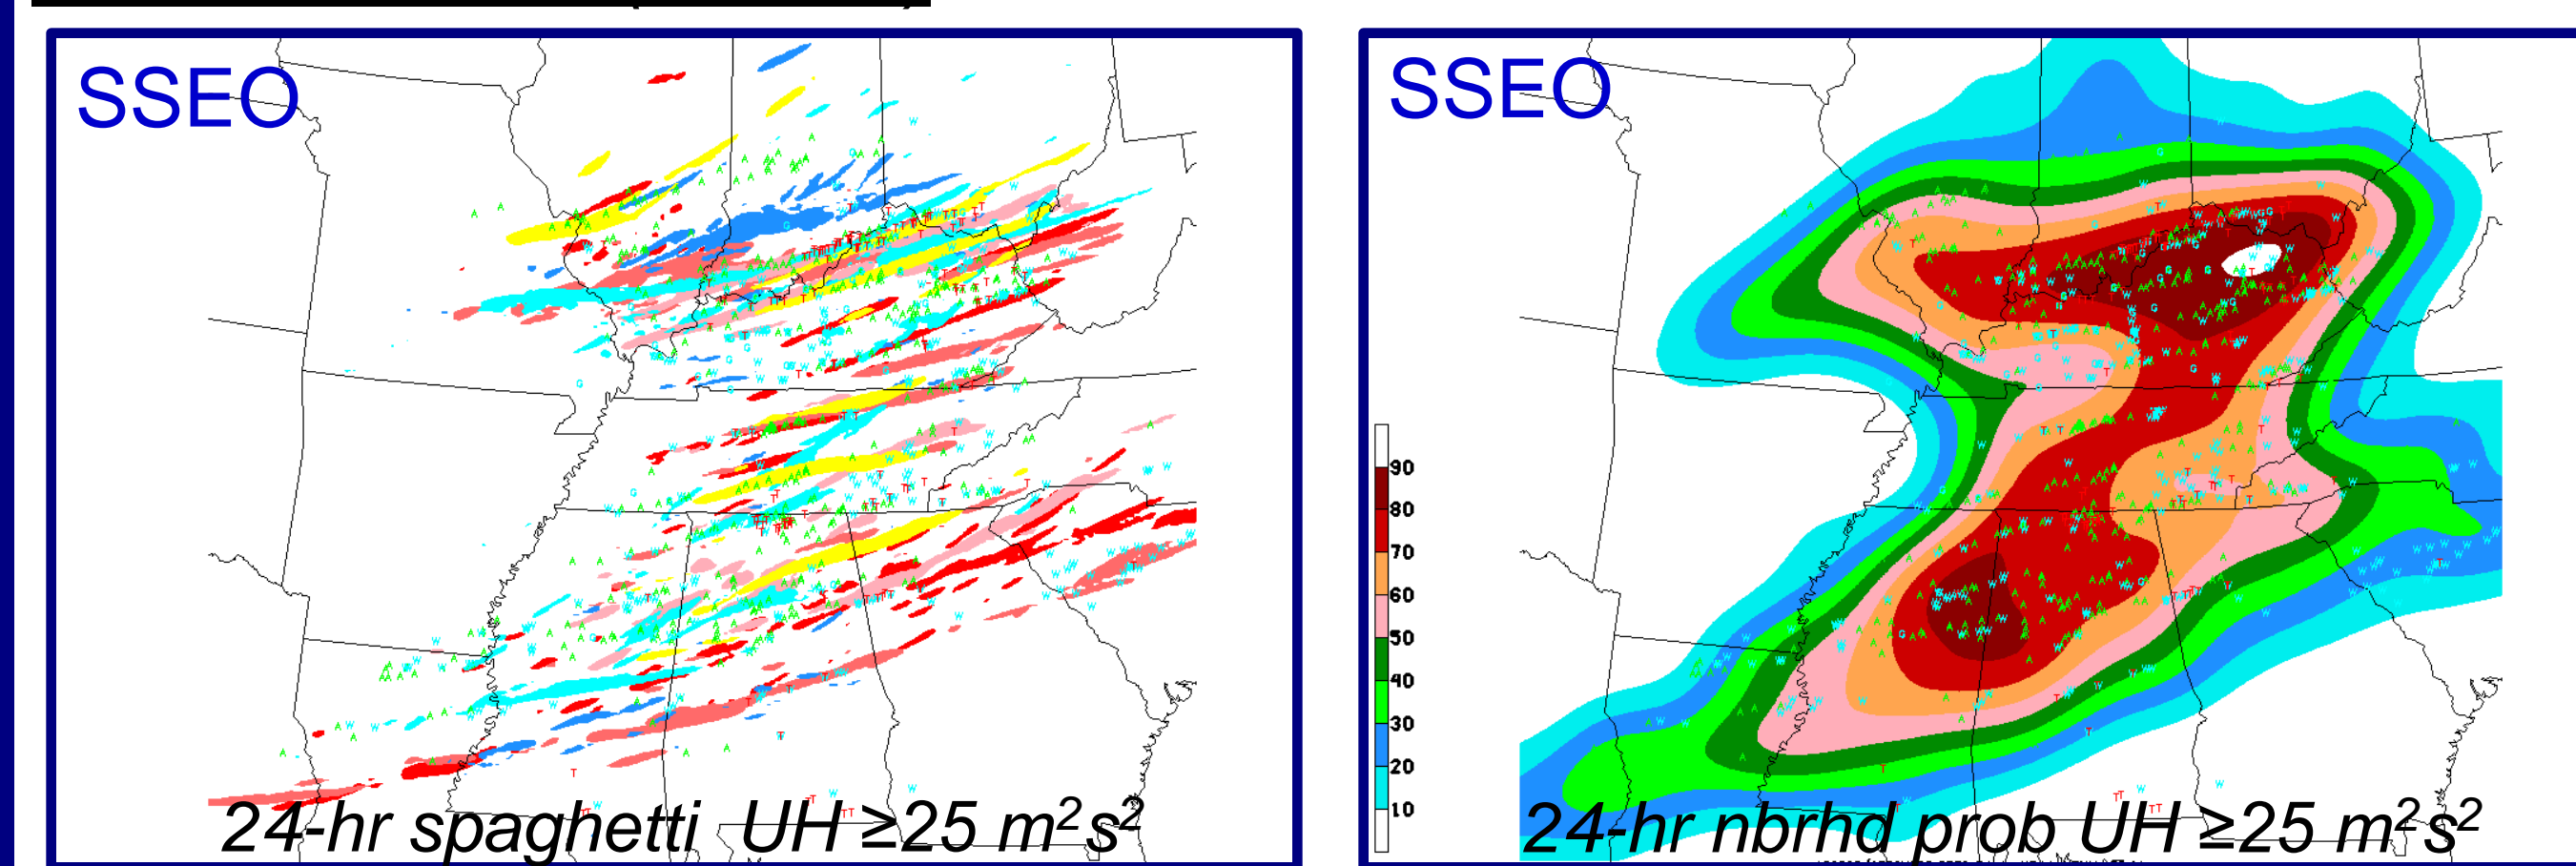 SSEO
24-hr spaghetti UH ≥25 m²s²
SSEO
90
80
70
60
50
40
30
20
10
24-hr nbrhd prob UH ≥25 m²s²